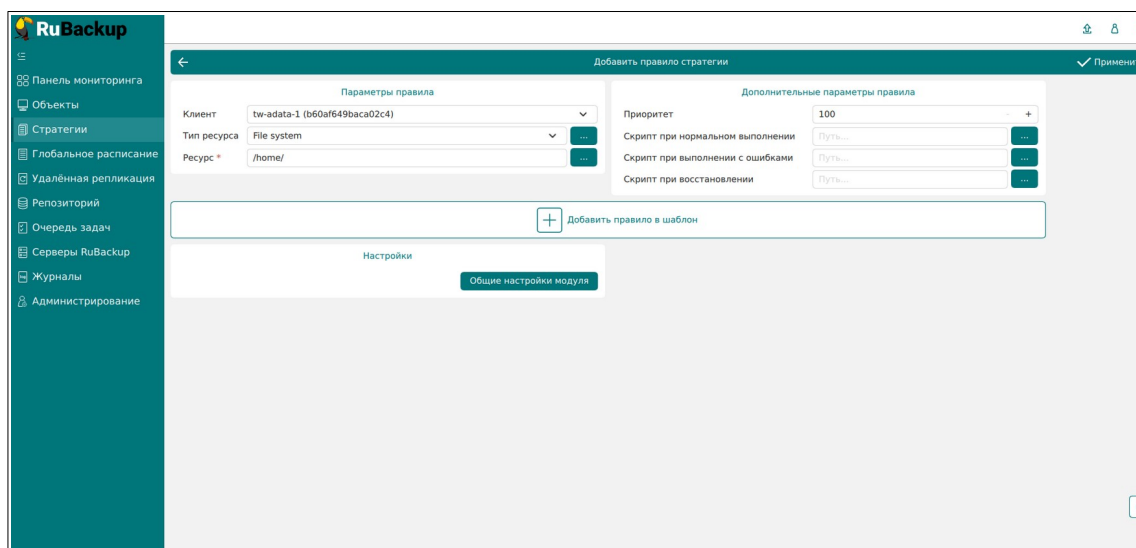 RuBackup
Добавить правило стратегии
Применит
Панель мониторинга
Объекты
Стратегии
Глобальное расписание
Удалённая репликация
Репозиторий
Очередь задач
Серверы RuBackup
Журналы
Администрирование
Параметры правила
Клиент tw-adata-1 (b60af649baca02c4)
Тип ресурса File system ...
Ресурс * /home/ ...
Дополнительные параметры правила
Приоритет 100 - +
Скрипт при нормальном выполнении Путь... ...
Скрипт при выполнении с ошибками Путь... ...
Скрипт при восстановлении Путь... ...
Добавить правило в шаблон
Настройки
Общие настройки модуля